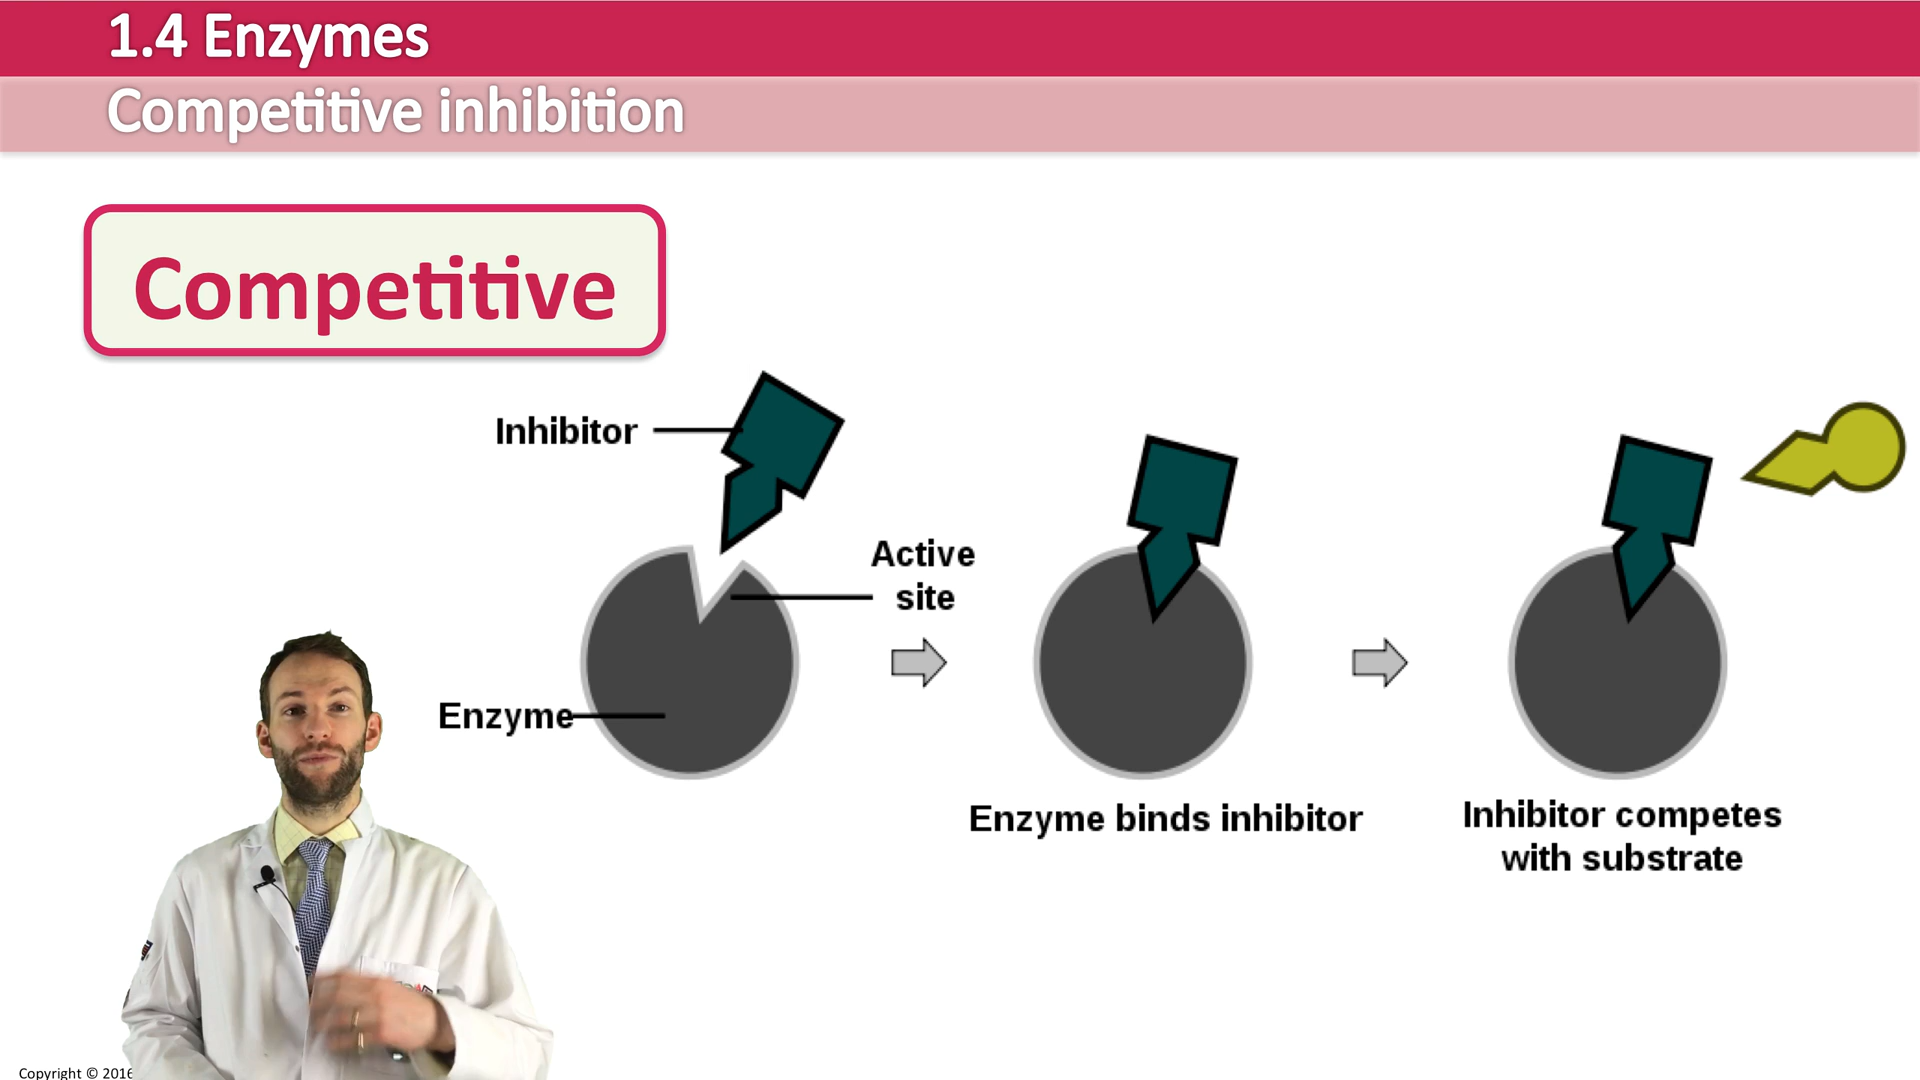 1.4 Enzymes
Competitive inhibition
Competitive
Inhibitor
Active
site
Enzyme
Enzyme binds inhibitor
Inhibitor competes
with substrate
Copyright © 2016